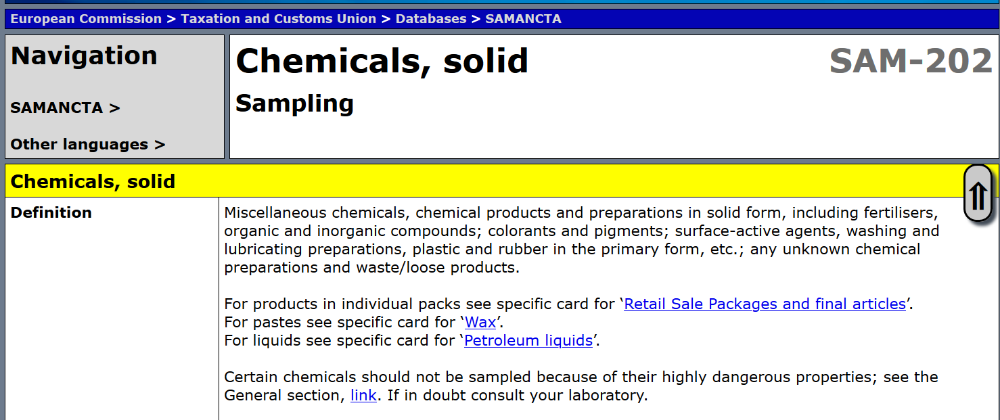 European Commission > Taxation and Customs Union > Databases > SAMANCTA
Navigation
SAMANCTA >
Other languages >
Chemicals, solid
SAM-202
Sampling
Chemicals, solid
Definition
Miscellaneous chemicals, chemical products and preparations in solid form, including fertilisers,
organic and inorganic compounds; colorants and pigments; surface-active agents, washing and
lubricating preparations, plastic and rubber in the primary form, etc.; any unknown chemical
preparations and waste/loose products.
For products in individual packs see specific card for ‘Retail Sale Packages and final articles’.
For pastes see specific card for ‘Wax’.
For liquids see specific card for ‘Petroleum liquids’.
Certain chemicals should not be sampled because of their highly dangerous properties; see the
General section, link. If in doubt consult your laboratory.
⇑